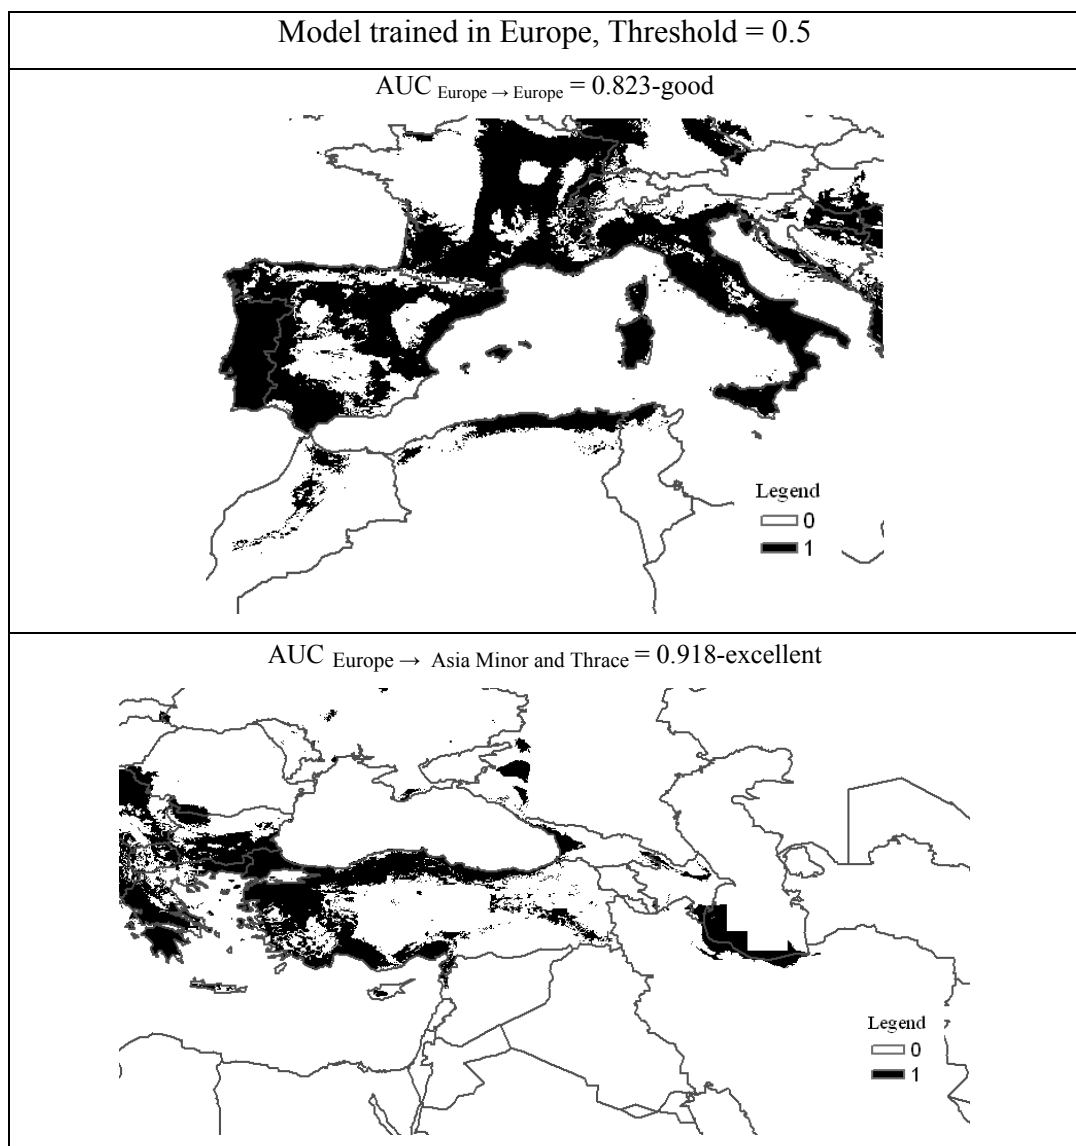 Model trained in Europe, Threshold = 0.5
AUC Europe → Europe = 0.823-good
Legend
0
1
AUC Europe → Asia Minor and Thrace = 0.918-excellent
Legend
0
1